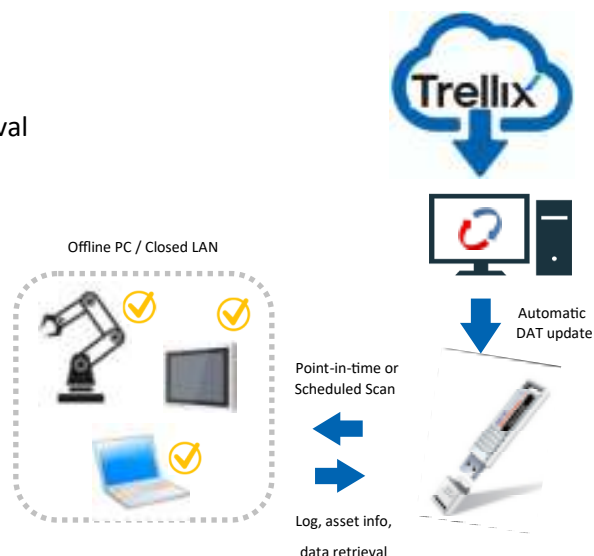 Trellix
val
Offline PC / Closed LAN
Automatic
DAT update
Point-in-time or
Scheduled Scan
Log, asset info,
data retrieval